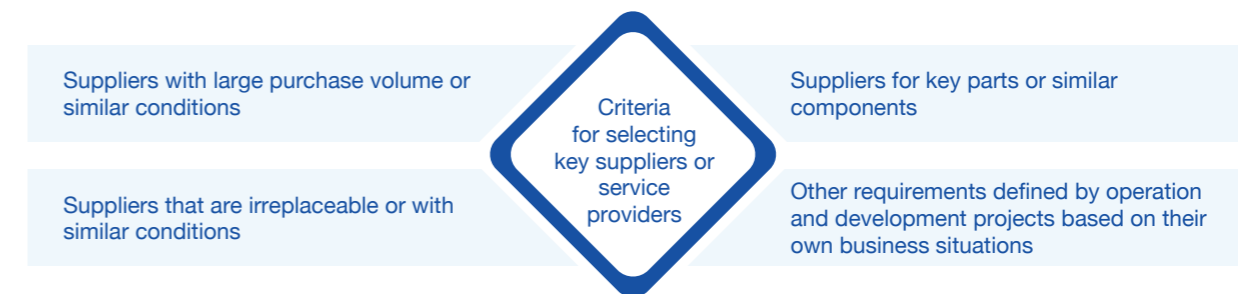 Suppliers with large purchase volume or
similar conditions
Suppliers that are irreplaceable or with
similar conditions
Criteria
for selecting
key suppliers or
service
providers
Suppliers for key parts or similar
components
Other requirements defined by operation
and development projects based on their
own business situations